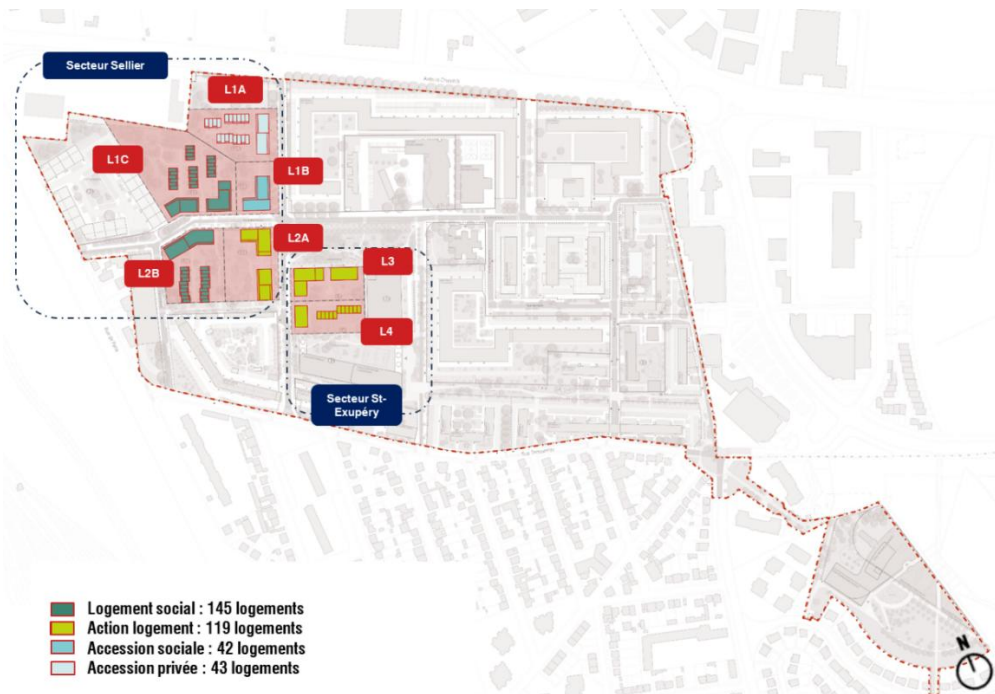 Secteur Sellier
L1A
L1C
L1B
L2A
L2B
L3
L4
Secteur St-
Exupéry
Logement social : 145 logements
Action logement : 119 logements
Accession sociale : 42 logements
Accession privée : 43 logements
N